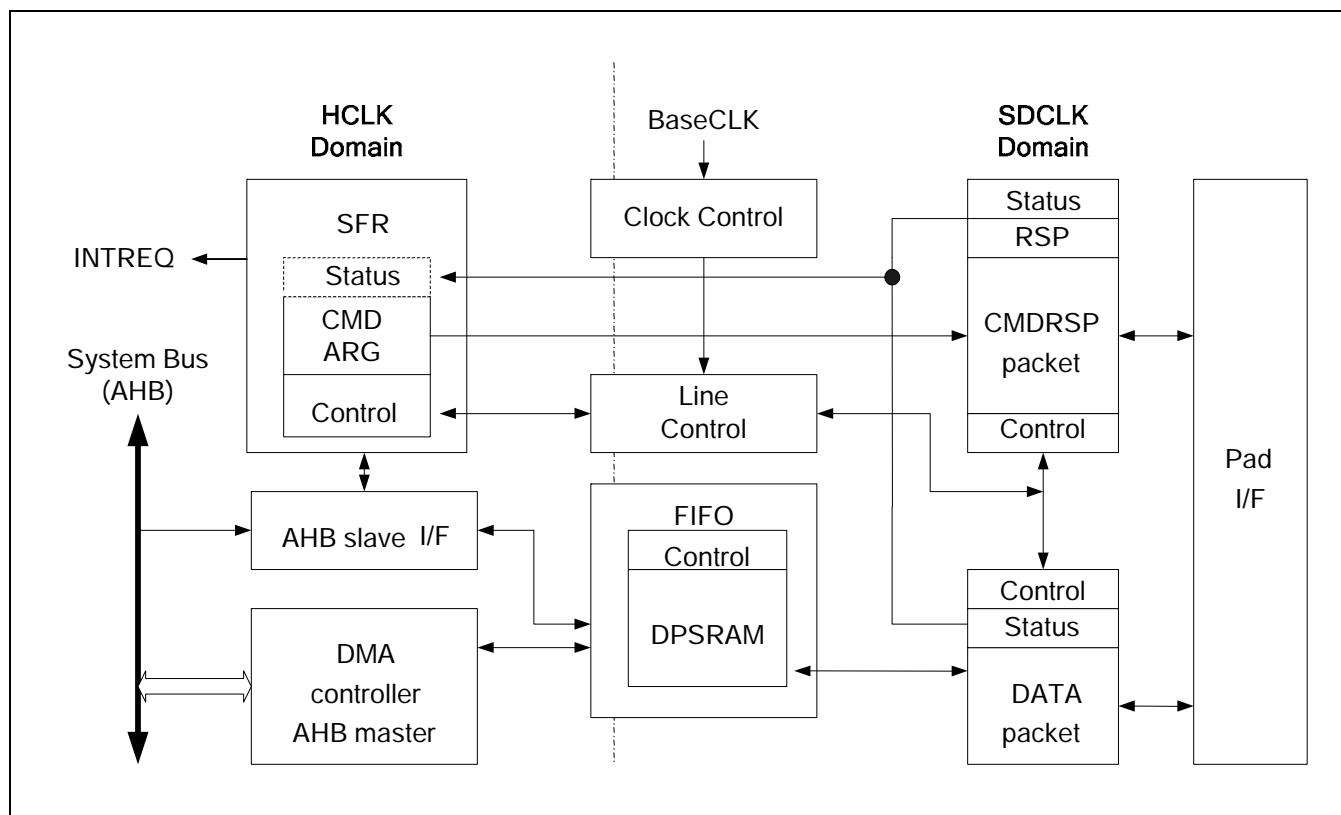 HCLK
Domain
BaseCLK
SDCLK
Domain
SFR
INTREQ
Status
CMD
ARG
Control
System Bus
(AHB)
Clock Control
Line
Control
Status
RSP
CMDRSP
packet
Control
Pad
I/F
AHB slave I/F
FIFO
Control
DPSRAM
DMA
controller
AHB master
Control
Status
DATA
packet